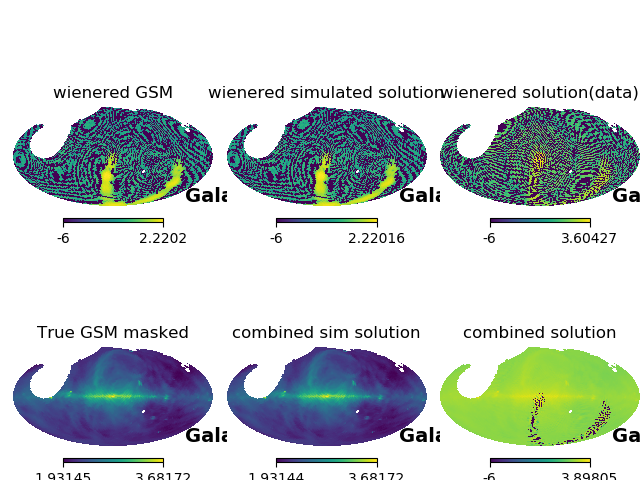 wienered GSM
wienered simulated solution
wienered solution(data)
Gala
Gala
Ga
-6
2.2202
-6
2.22016
-6
3.60427
True GSM masked
combined sim solution
combined solution
Gala
Gala
Ga
1.93145
3.68172
1.93144
3.68172
-6
3.89805